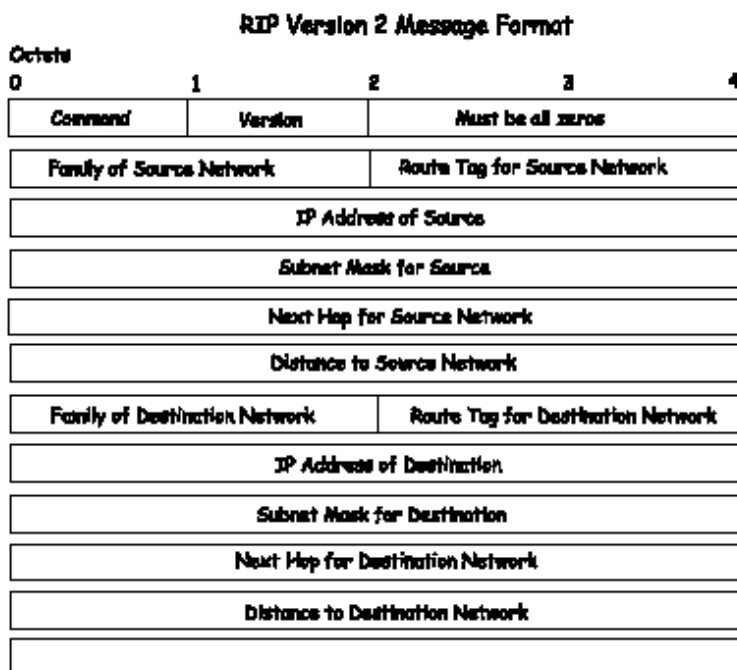 RIP Version 2 Message Format
Octets
0 1 2 3 4
Command Version Must be all zeros
Family of Source Network Route Tag for Source Network
IP Address of Source
Subnet Mask for Source
Next Hop for Source Network
Distance to Source Network
Family of Destination Network Route Tag for Destination Network
IP Address of Destination
Subnet Mask for Destination
Next Hop for Destination Network
Distance to Destination Network